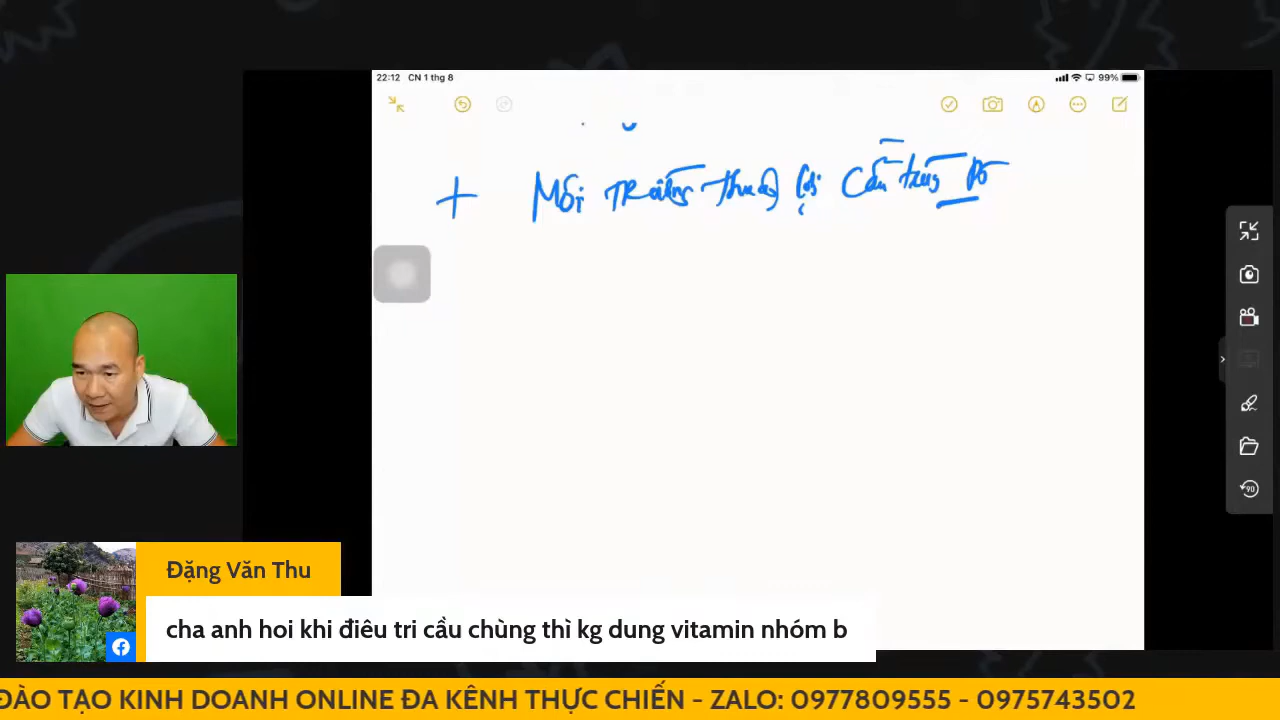 22:12 CN 1 thg 8
99%
+ Môi Trường Thuận lợi Cầu trùng
90
Đặng Văn Thu
cha anh hoi khi điêu tri cầu chùng thì kg dung vitamin nhóm b
ĐÀO TẠO KINH DOANH ONLINE ĐA KÊNH THỰC CHIẾN - ZALO: 0977809555 - 0975743502